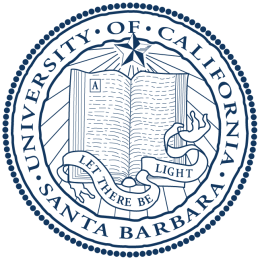 UNIVERSITY · OF · CALIFORNIA
· SANTA BARBARA ·
A
LET THERE BE
LIGHT